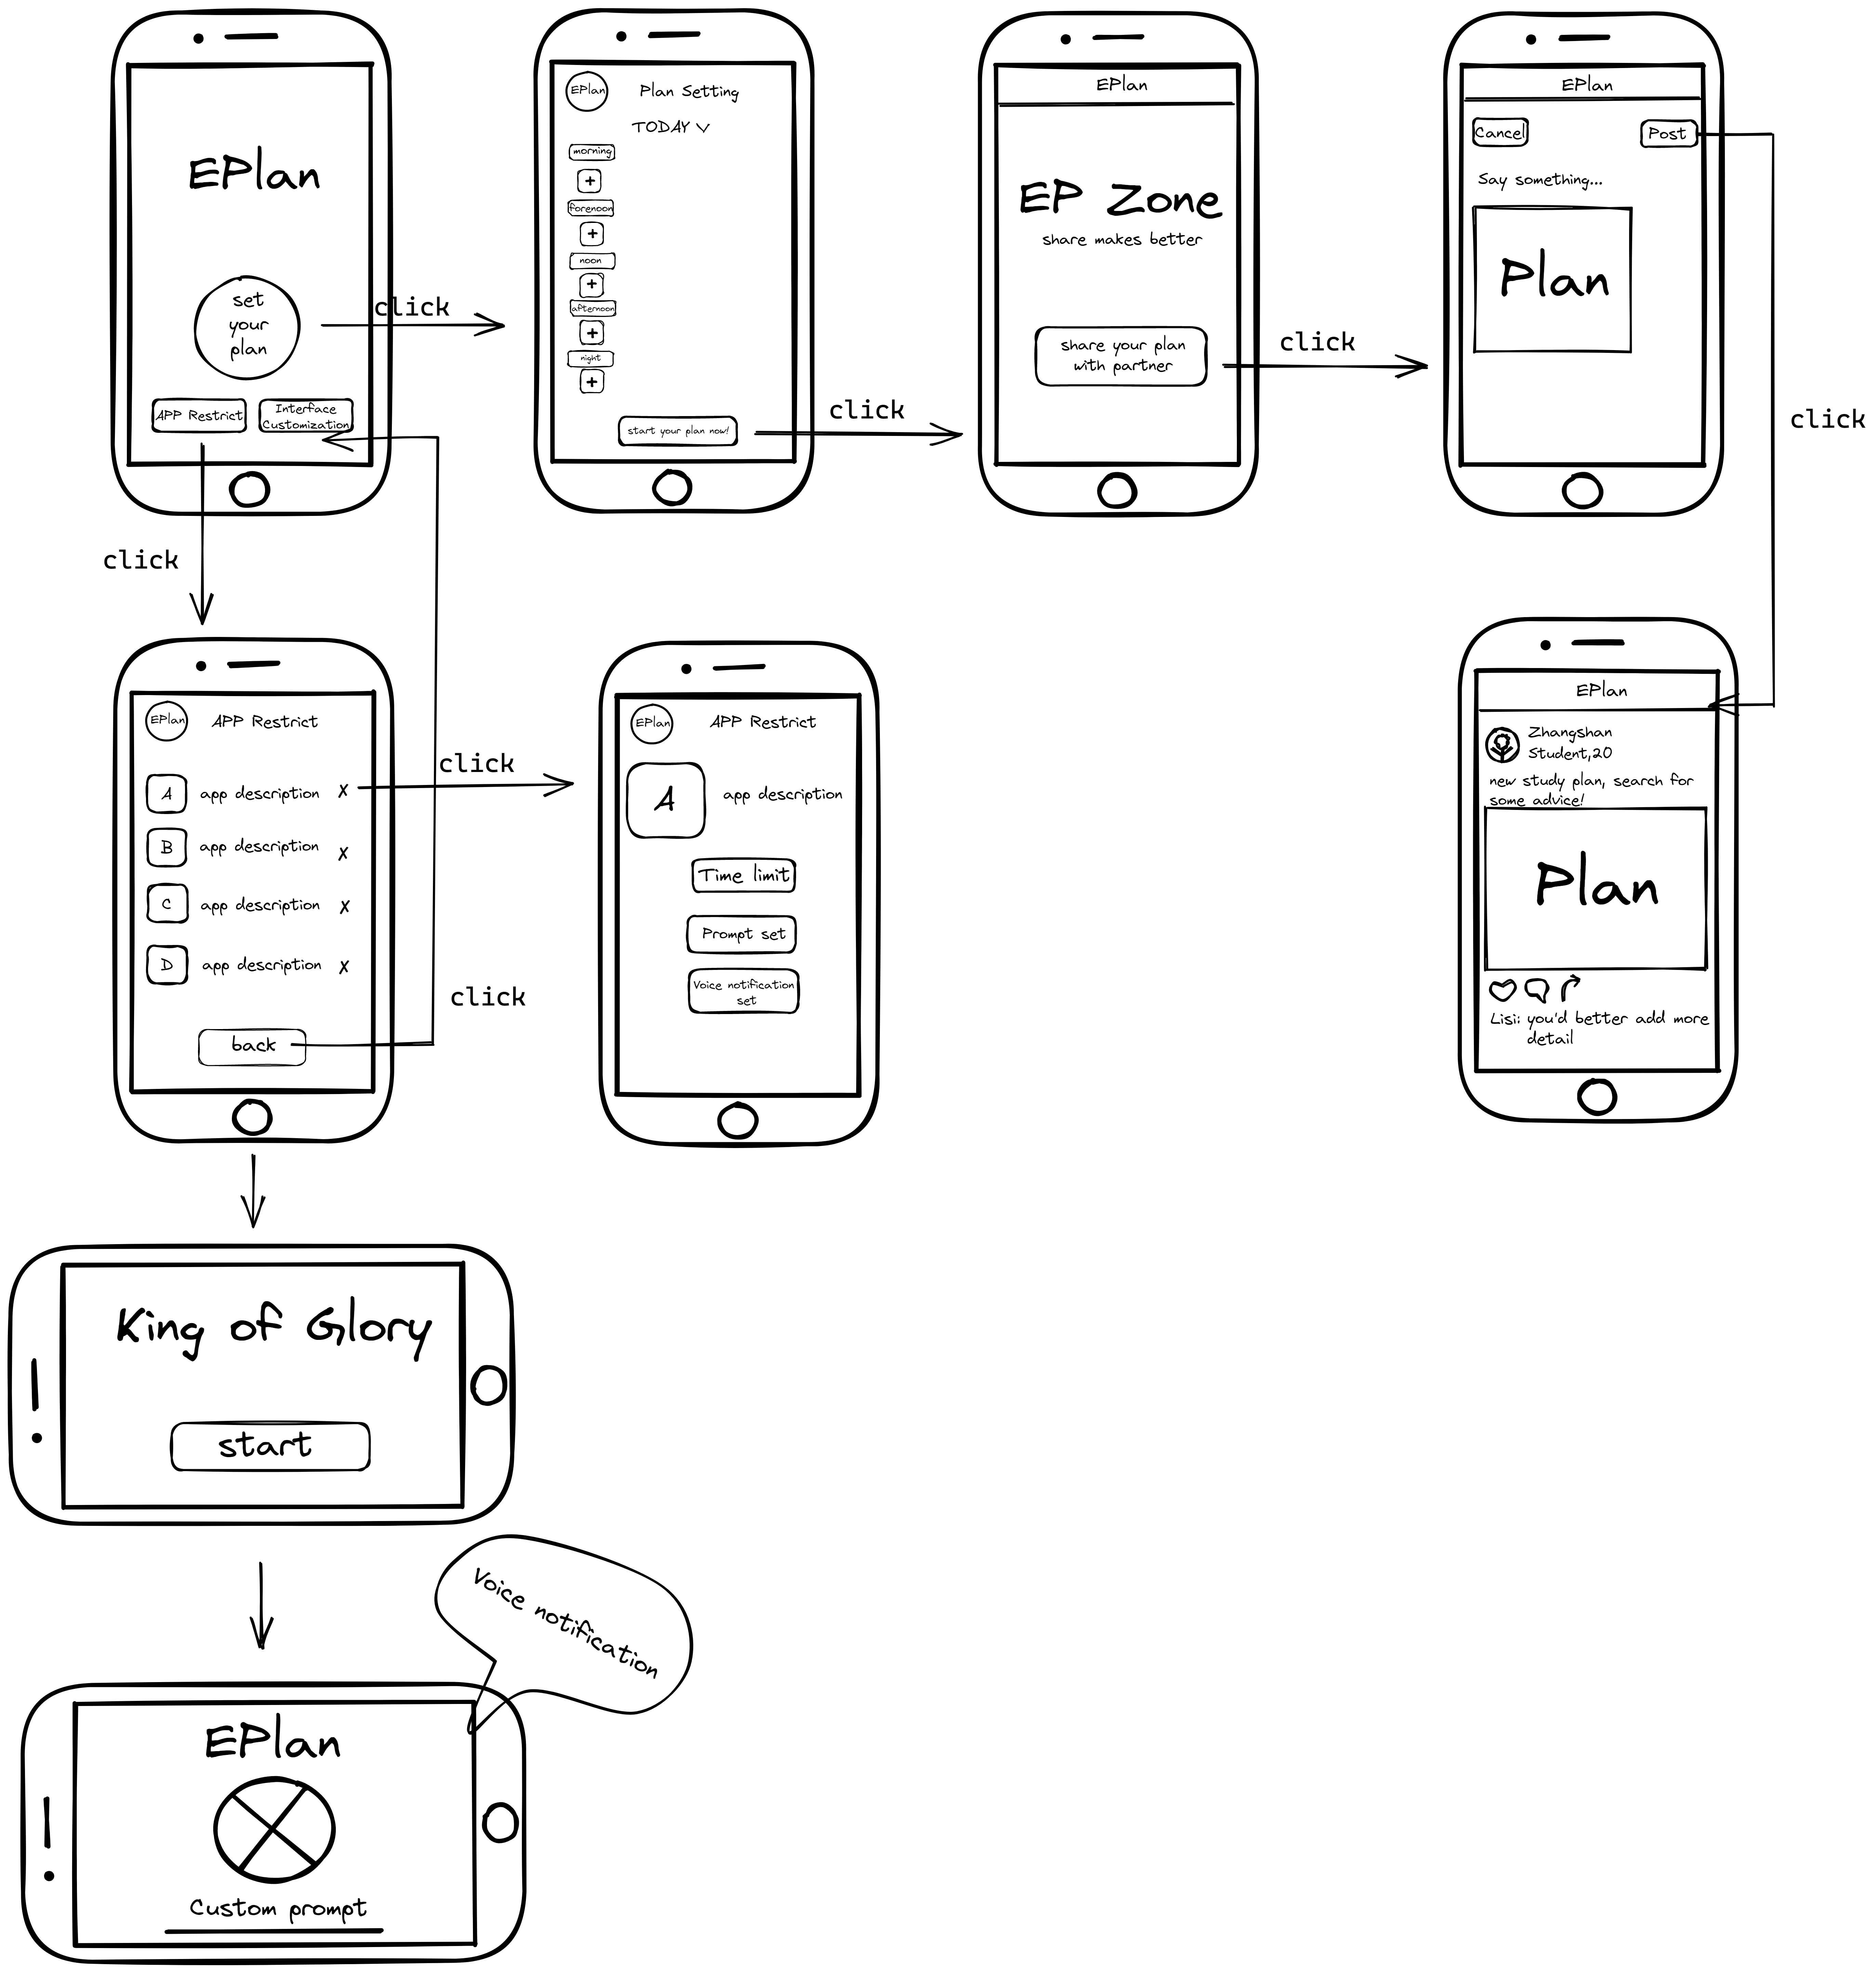 EPlan
set
your
plan
APP Restrict
Interface
Customization
click
EPlan
Plan Setting
TODAY
morning
+
forenoon
+
noon
+
afternoon
+
night
+
start your plan now!
click
EPlan
EP Zone
share makes better
share your plan
with partner
click
EPlan
Cancel
Post
Say something...
Plan
click
click
EPlan
APP Restrict
A
app description
X
B
app description
X
C
app description
X
D
app description
X
back
click
click
EPlan
APP Restrict
A
app description
Time limit
Prompt set
Voice notification
set
EPlan
Zhangshan
Student,20
new study plan, search for
some advice!
Plan
Lisi: you'd better add more
detail
King of Glory
start
Voice notification
EPlan
Custom prompt